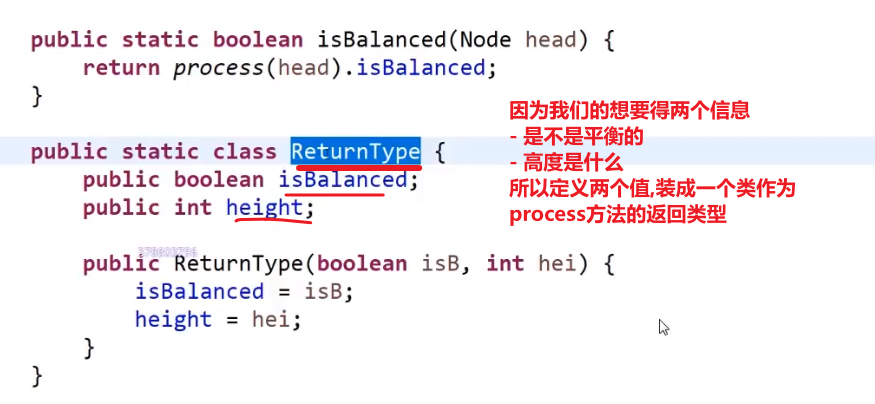 public static boolean isBalanced(Node head) {
return process(head).isBalanced;
}
因为我们的想要得两个信息
- 是不是平衡的
- 高度是什么
所以定义两个值,装成一个类作为
process方法的返回类型
public static class ReturnType {
public boolean isBalanced;
public int height;
public ReturnType(boolean isB, int hei) {
isBalanced = isB;
height = hei;
}
}